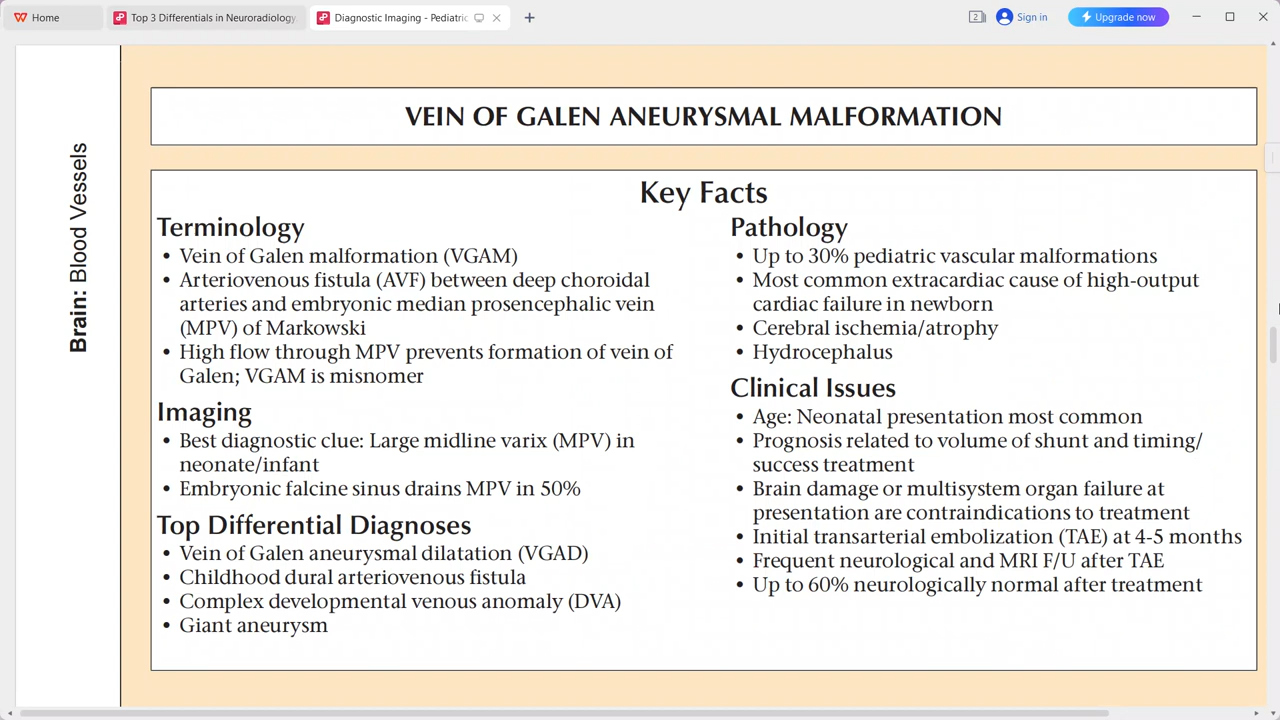 Home
Top 3 Differentials in Neuroradiology.
Diagnostic Imaging - Pediatric
2
Sign in
Upgrade now
Brain: Blood Vessels
VEIN OF GALEN ANEURYSMAL MALFORMATION
Key Facts
Terminology
• Vein of Galen malformation (VGAM)
• Arteriovenous fistula (AVF) between deep choroidal
arteries and embryonic median prosencephalic vein
(MPV) of Markowski
• High flow through MPV prevents formation of vein of
Galen; VGAM is misnomer
Imaging
• Best diagnostic clue: Large midline varix (MPV) in
neonate/infant
• Embryonic falcine sinus drains MPV in 50%
Top Differential Diagnoses
• Vein of Galen aneurysmal dilatation (VGAD)
• Childhood dural arteriovenous fistula
• Complex developmental venous anomaly (DVA)
• Giant aneurysm
Pathology
• Up to 30% pediatric vascular malformations
• Most common extracardiac cause of high-output
cardiac failure in newborn
• Cerebral ischemia/atrophy
• Hydrocephalus
Clinical Issues
• Age: Neonatal presentation most common
• Prognosis related to volume of shunt and timing/
success treatment
• Brain damage or multisystem organ failure at
presentation are contraindications to treatment
• Initial transarterial embolization (TAE) at 4-5 months
• Frequent neurological and MRI F/U after TAE
• Up to 60% neurologically normal after treatment